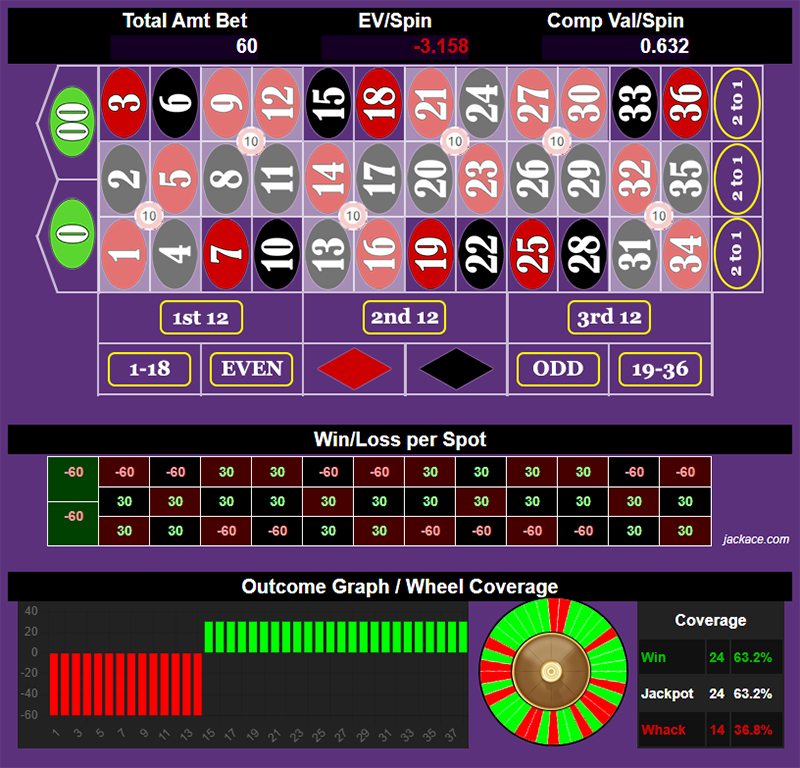 Total Amt Bet EV/Spin Comp Val/Spin
60 -3.158 0.632
00 3 6 9 12 15 18 21 24 27 30 33 36 2 to 1
10 10 10
2 5 8 11 14 17 20 23 26 29 32 35 2 to 1
10 10 10
0 1 4 7 10 13 16 19 22 25 28 31 34 2 to 1
1st 12 2nd 12 3rd 12
1-18 EVEN ODD 19-36
Win/Loss per Spot
-60 -60 -60 30 30 -60 -60 30 30 30 30 -60 -60
30 30 30 30 30 30 30 30 30 30 30 30
-60 30 30 -60 -60 30 30 -60 -60 -60 -60 30 30
jackace.com
Outcome Graph / Wheel Coverage
40
20
0
-20
-40
-60
1 3 5 7 9 11 13 15 17 19 21 23 25 27 29 31 33 35 37
Coverage
Win 24 63.2%
Jackpot 24 63.2%
Whack 14 36.8%